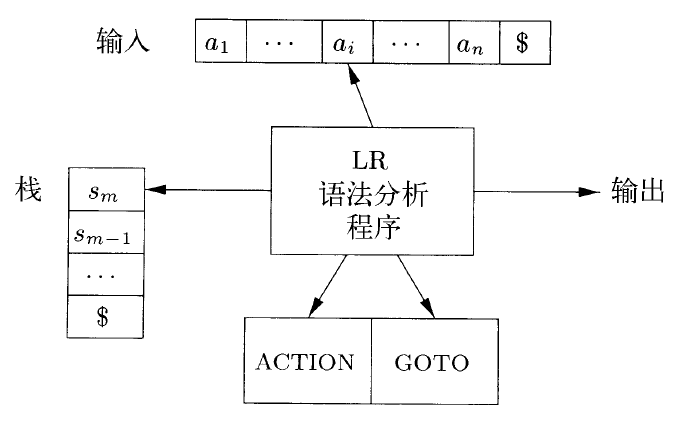 输入 a₁ ··· aᵢ ··· aₙ $
LR
语法分析
程序
栈
sₘ
sₘ₋₁
···
$
输出
ACTION GOTO